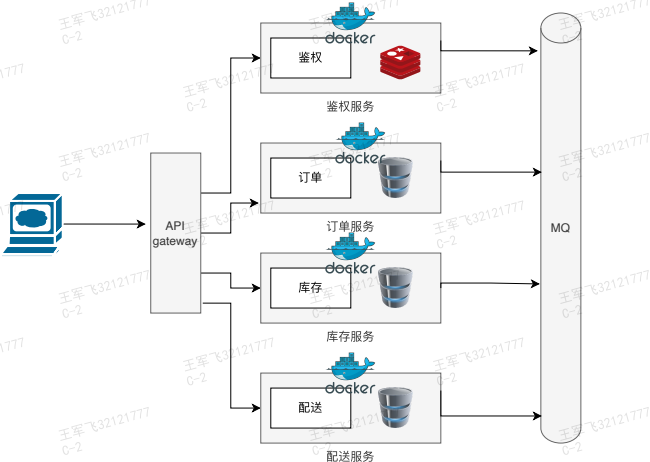 docker
鉴权
鉴权服务
docker
订单
订单服务
API
gateway
docker
库存
库存服务
docker
配送
配送服务
MQ
王军飞32121777
C-2